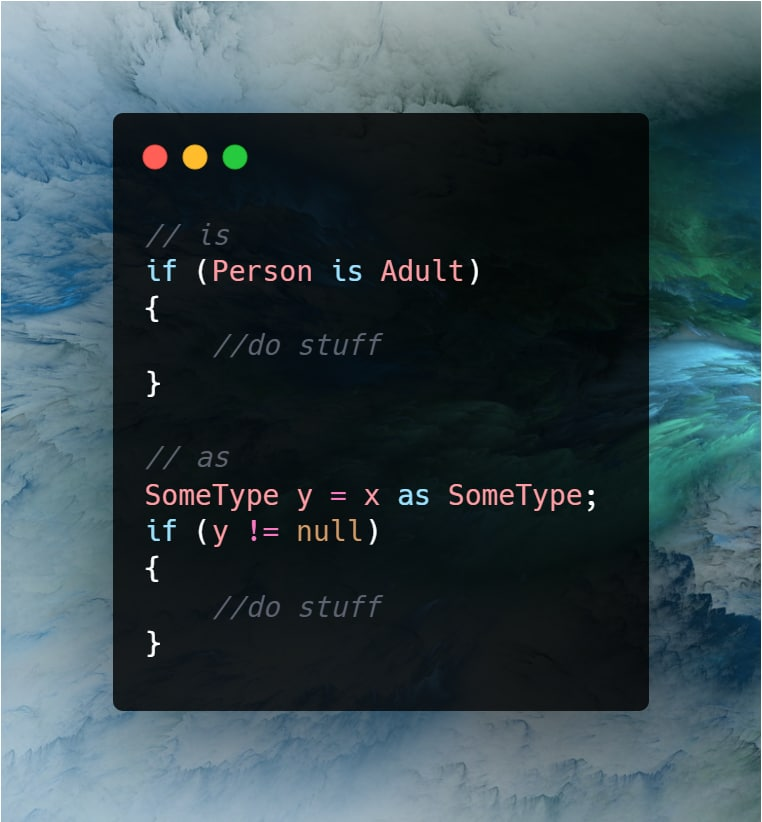 // is
if (Person is Adult)
{
    //do stuff
}

// as
SomeType y = x as SomeType;
if (y != null)
{
    //do stuff
}